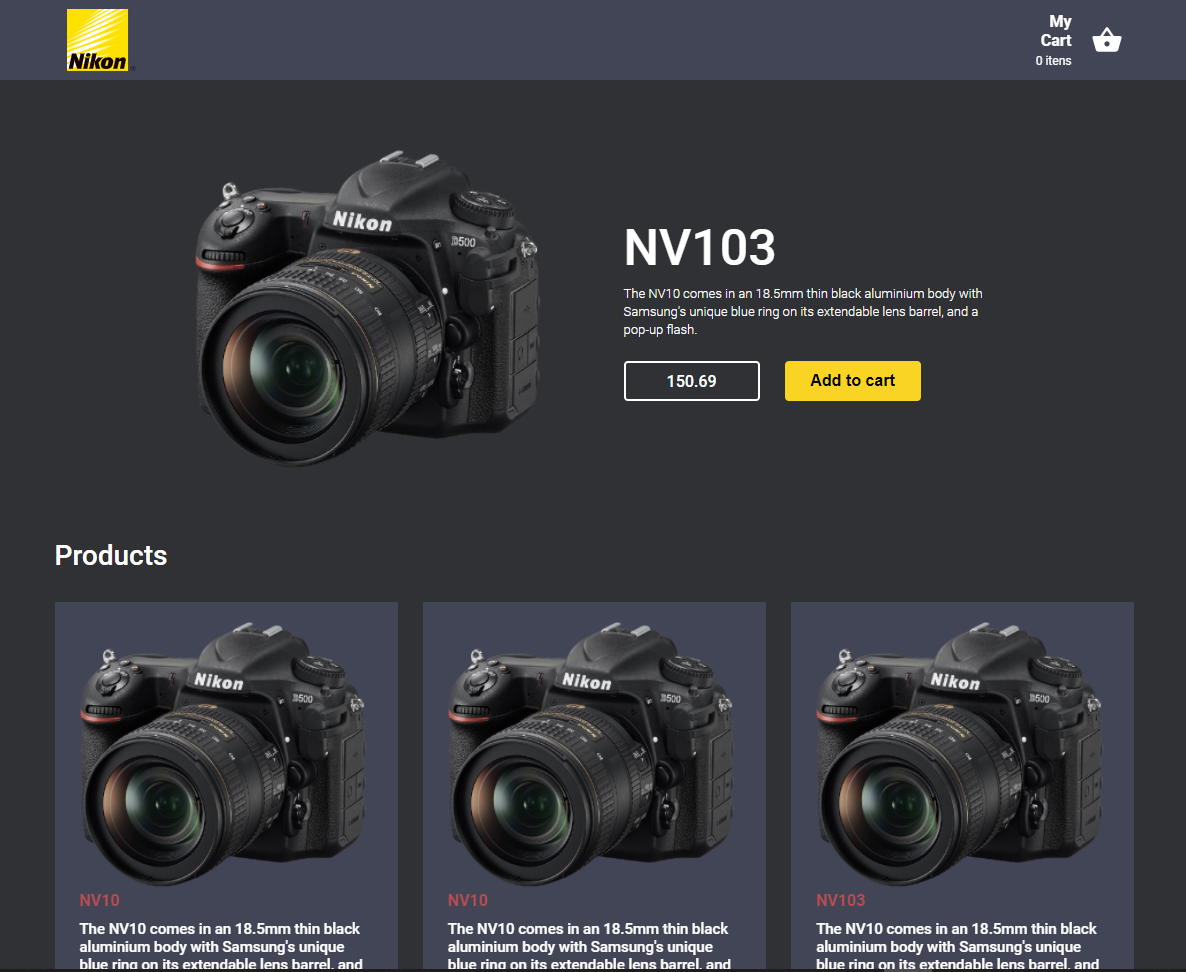 Nikon
My
Cart
0 itens
Nikon
D500
NV103
The NV10 comes in an 18.5mm thin black aluminium body with
Samsung's unique blue ring on its extendable lens barrel, and a
pop-up flash.
150.69
Add to cart
Products
Nikon
D500
Nikon
D500
Nikon
D500
NV10
NV10
NV103
The NV10 comes in an 18.5mm thin black
aluminium body with Samsung's unique
blue ring on its extendable lens barrel, and
The NV10 comes in an 18.5mm thin black
aluminium body with Samsung's unique
blue ring on its extendable lens barrel, and
The NV10 comes in an 18.5mm thin black
aluminium body with Samsung's unique
blue ring on its extendable lens barrel, and